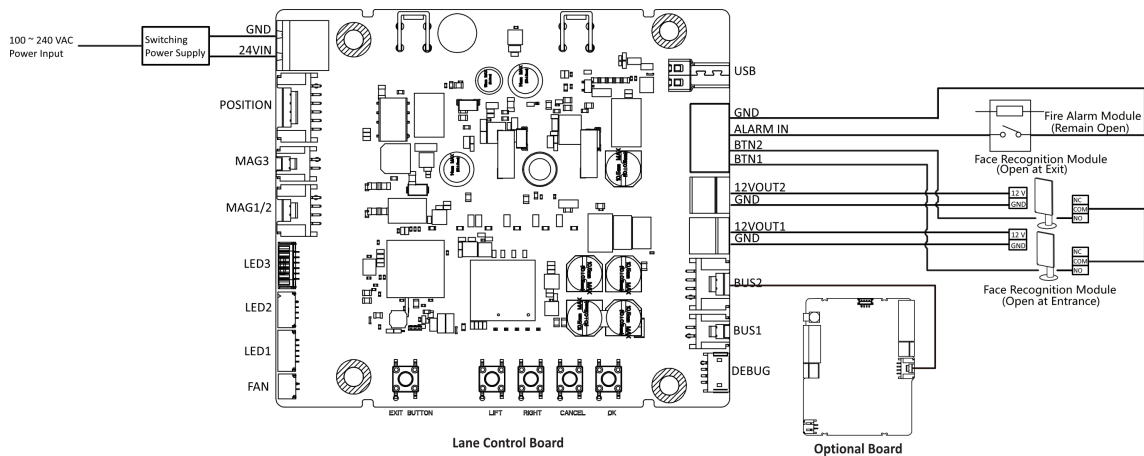 100 ~ 240 VAC
Power Input
Switching
Power Supply
GND
24VIN
POSITION
MAG3
MAG1/2
LED3
LED2
LED1
FAN
EXIT BUTTON
LIFT
RIGHT
CANCEL
OK
USB
GND
ALARM IN
BTN2
BTN1
12VOUT2
GND
12VOUT1
GND
BUS2
BUS1
DEBUG
Fire Alarm Module
(Remain Open)
Face Recognition Module
(Open at Exit)
12 V
GND
NC
COM
NO
12 V
GND
NC
COM
NO
Face Recognition Module
(Open at Entrance)
Lane Control Board
Optional Board